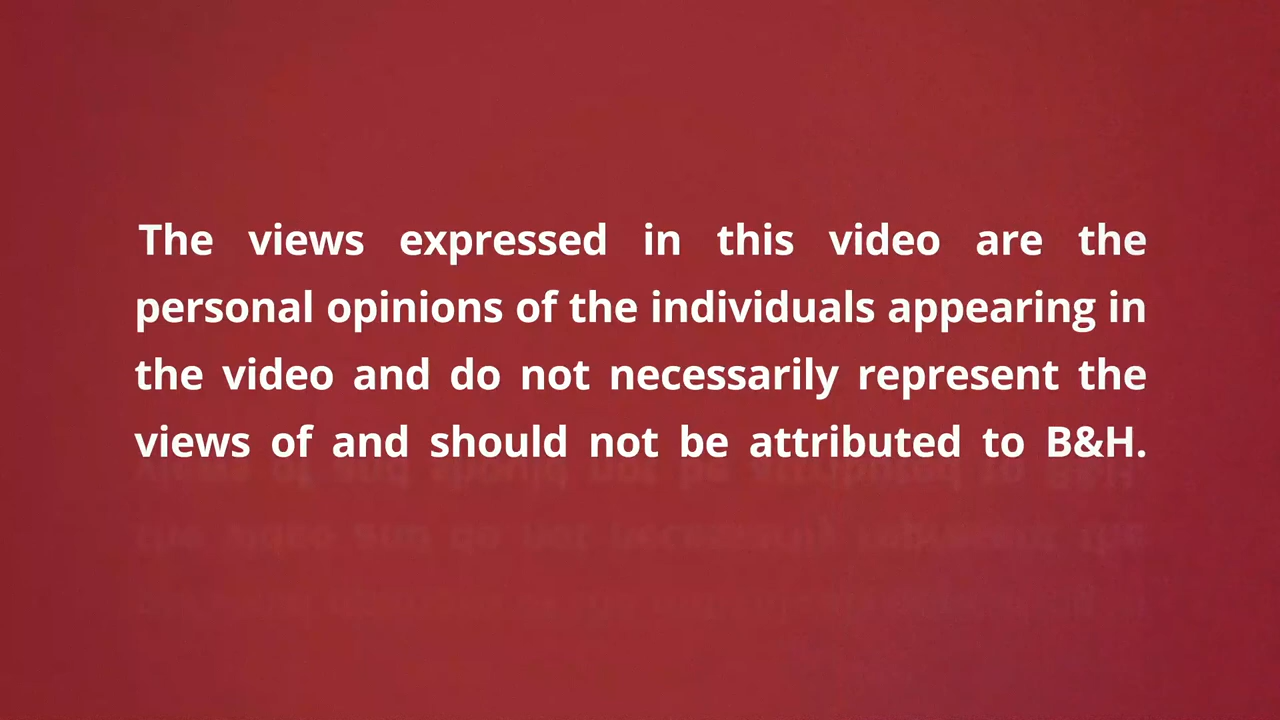 The views expressed in this video are the
personal opinions of the individuals appearing in
the video and do not necessarily represent the
views of and should not be attributed to B&H.